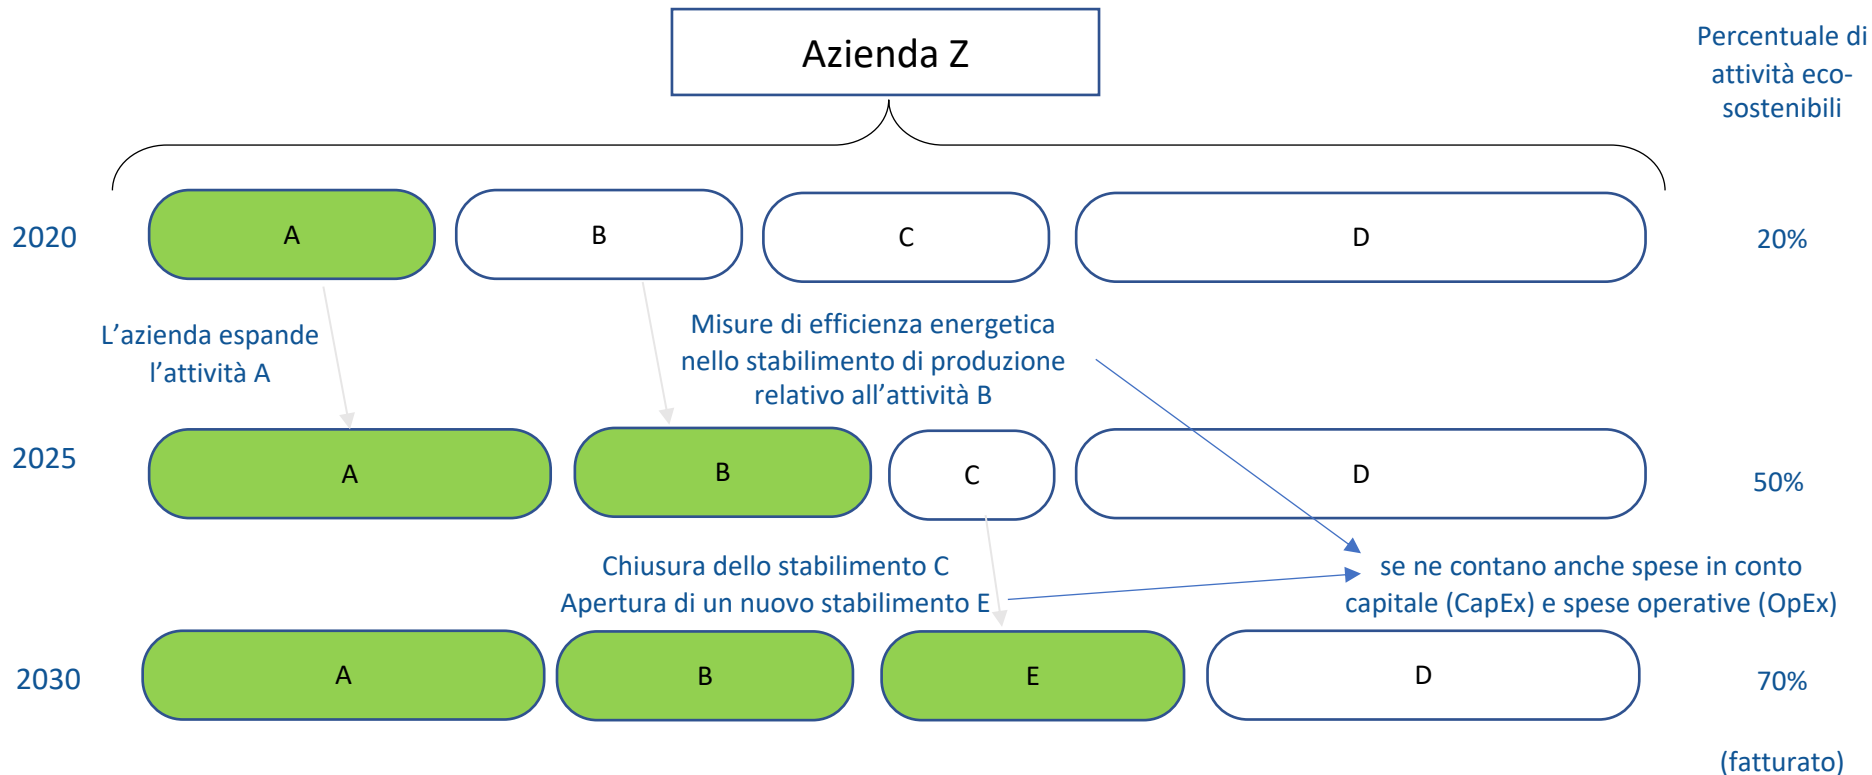 Azienda Z
Percentuale di
attività eco-
sostenibili
2020
A
B
C
D
20%
L’azienda espande
l’attività A
Misure di efficienza energetica
nello stabilimento di produzione
relativo all’attività B
2025
A
B
C
D
50%
Chiusura dello stabilimento C
Apertura di un nuovo stabilimento E
se ne contano anche spese in conto
capitale (CapEx) e spese operative (OpEx)
2030
A
B
E
D
70%
(fatturato)